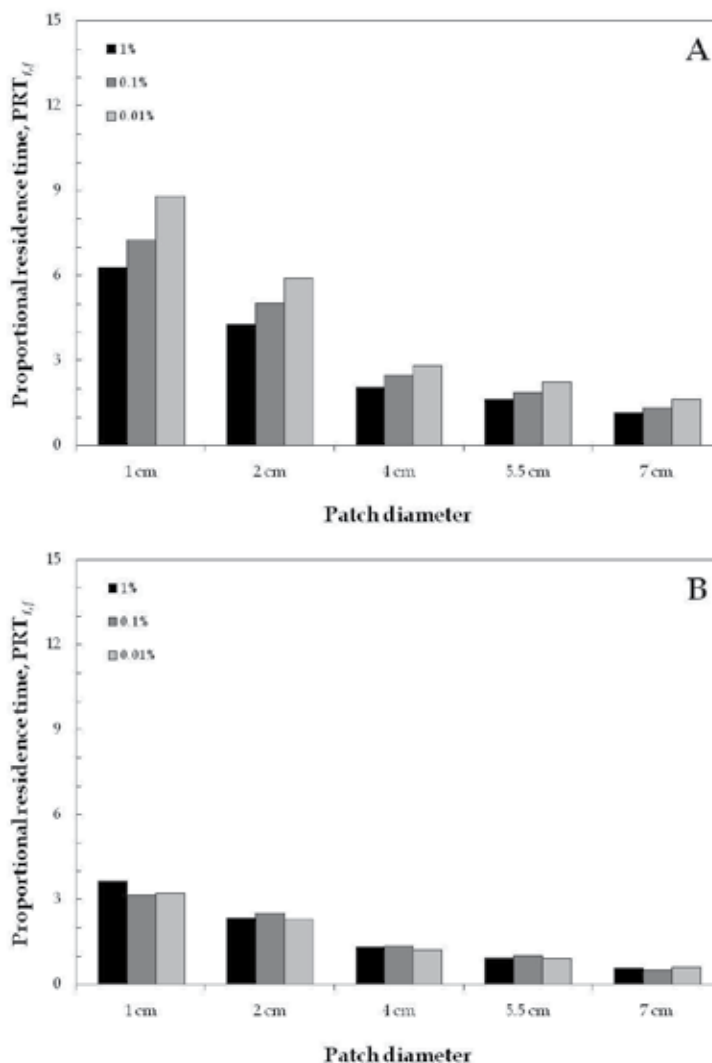 15
12
9
6
3
0
Proportional residence time, PRT
1%
0.1%
0.01%
A
1 cm 2 cm 4 cm 5.5 cm 7 cm
Patch diameter
15
12
9
6
3
0
Proportional residence time, PRT
1%
0.1%
0.01%
B
1 cm 2 cm 4 cm 5.5 cm 7 cm
Patch diameter